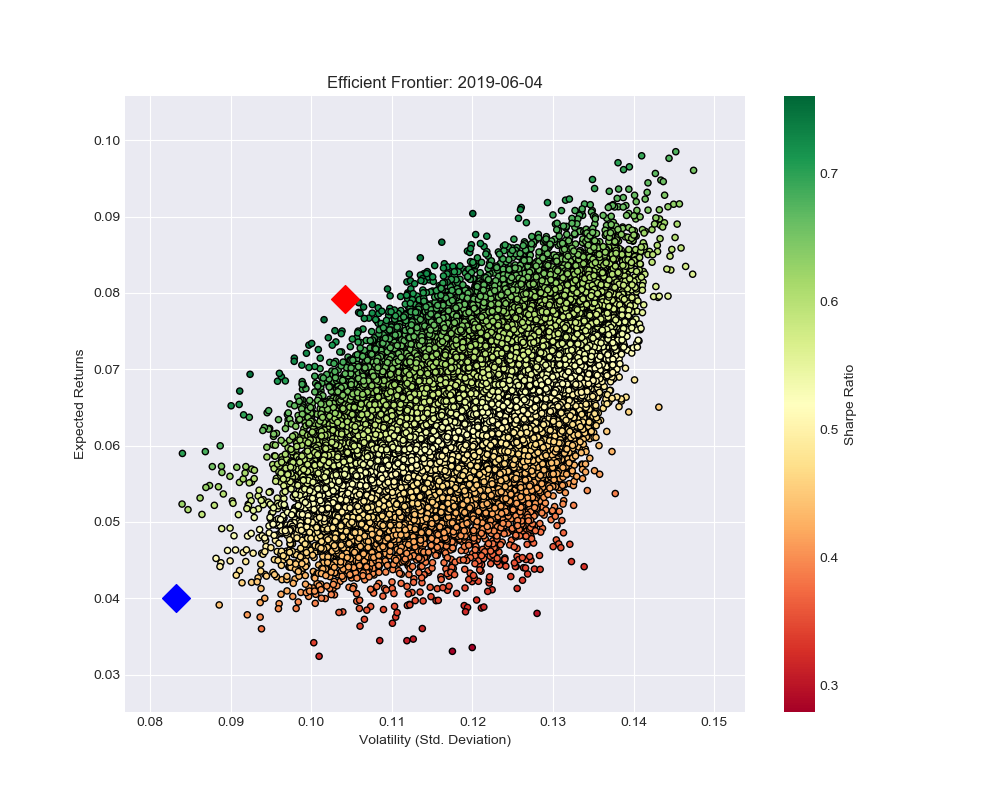 Efficient Frontier: 2019-06-04
0.10
0.09
0.08
0.07
0.06
0.05
0.04
0.03
Expected Returns
0.08 0.09 0.10 0.11 0.12 0.13 0.14 0.15
Volatility (Std. Deviation)
0.7
0.6
0.5
0.4
0.3
Sharpe Ratio